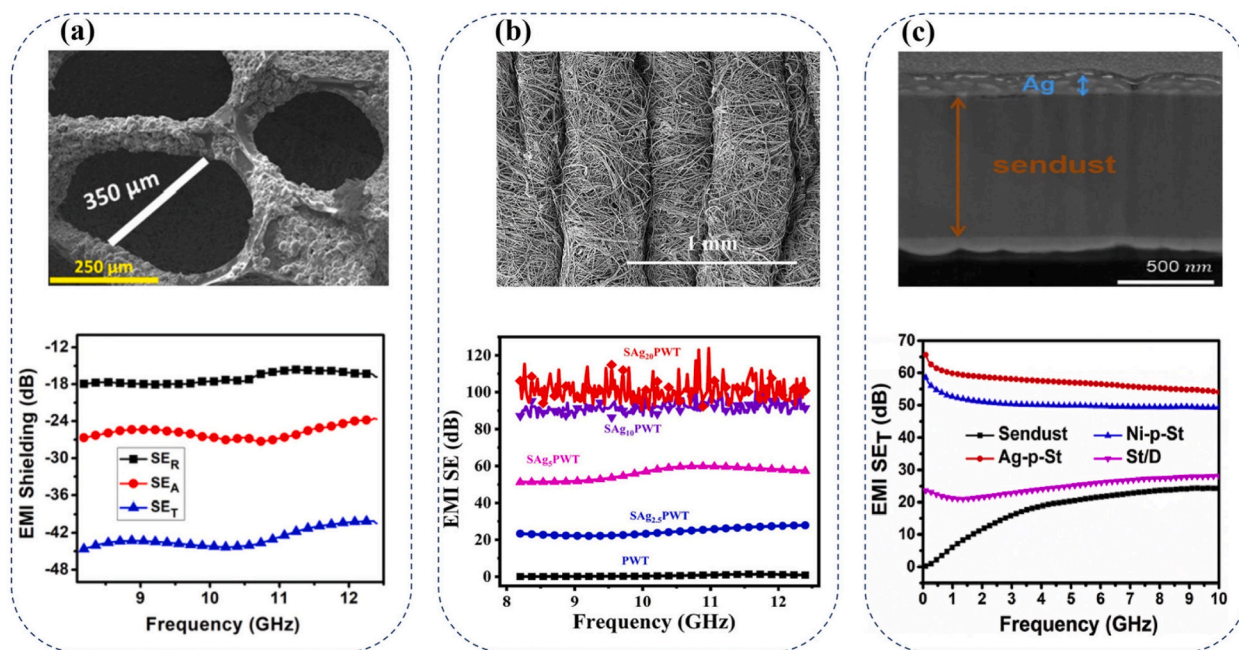 (a)
350 μm
250 μm
EMI Shielding (dB)
-12
-18
-24
-30
-36
-42
-48
SE_R
SE_A
SE_T
9
10
11
12
Frequency (GHz)
(b)
1 mm
EMI SE (dB)
120
100
80
60
40
20
0
SAg₂₀PWT
SAg₁₀PWT
SAg₅PWT
SAg₂.₅PWT
PWT
8
9
10
11
12
Frequency (GHz)
(c)
Ag
sendust
500 nm
EMI SE_T (dB)
70
60
50
40
30
20
10
0
Sendust
Ni-p-St
Ag-p-St
St/D
0 1 2 3 4 5 6 7 8 9 10
Frequency (GHz)